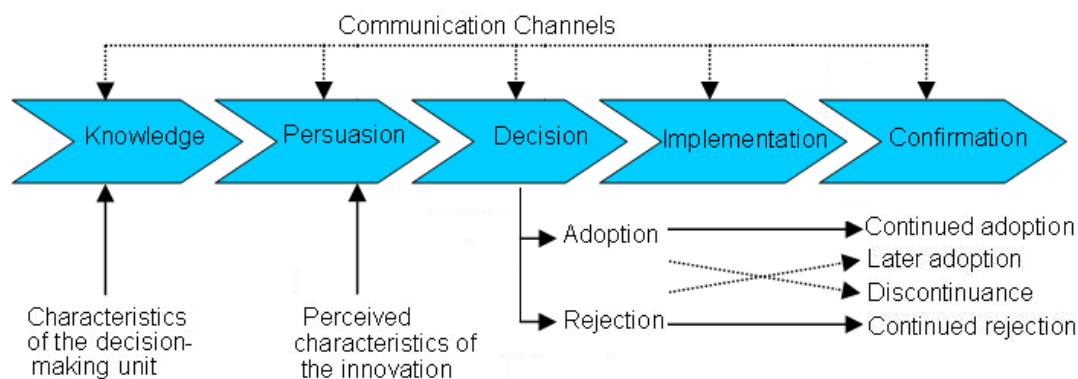 Communication Channels
Knowledge
Persuasion
Decision
Implementation
Confirmation
Adoption
Continued adoption
Later adoption
Discontinuance
Rejection
Continued rejection
Characteristics
of the decision-
making unit
Perceived
characteristics of
the innovation